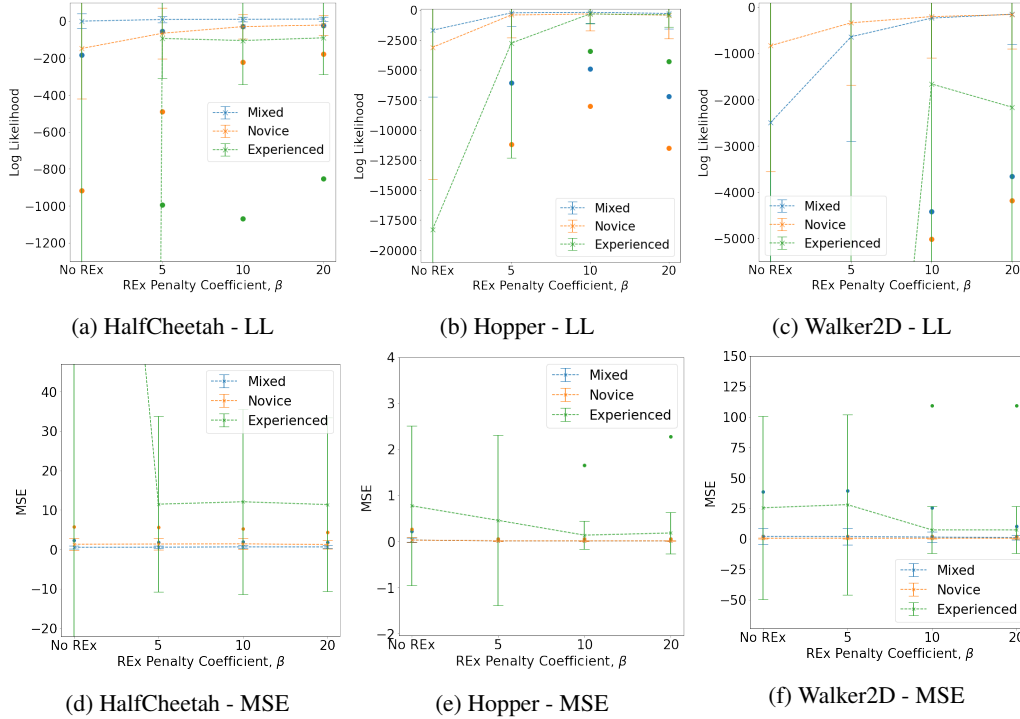 0
−200
−400
−600
−800
−1000
−1200
Log Likelihood
Mixed
Novice
Experienced
No REx 5 10 20
REx Penalty Coefficient, β
(a) HalfCheetah - LL
0
−2500
−5000
−7500
−10000
−12500
−15000
−17500
−20000
Log Likelihood
Mixed
Novice
Experienced
No REx 5 10 20
REx Penalty Coefficient, β
(b) Hopper - LL
0
−1000
−2000
−3000
−4000
−5000
Log Likelihood
Mixed
Novice
Experienced
No REx 5 10 20
REx Penalty Coefficient, β
(c) Walker2D - LL
40
30
20
10
0
−10
−20
MSE
Mixed
Novice
Experienced
No REx 5 10 20
REx Penalty Coefficient, β
(d) HalfCheetah - MSE
4
3
2
1
0
−1
−2
MSE
Mixed
Novice
Experienced
No REx 5 10 20
REx Penalty Coefficient, β
(e) Hopper - MSE
150
125
100
75
50
25
0
−25
−50
MSE
Mixed
Novice
Experienced
No REx 5 10 20
REx Penalty Coefficient, β
(f) Walker2D - MSE